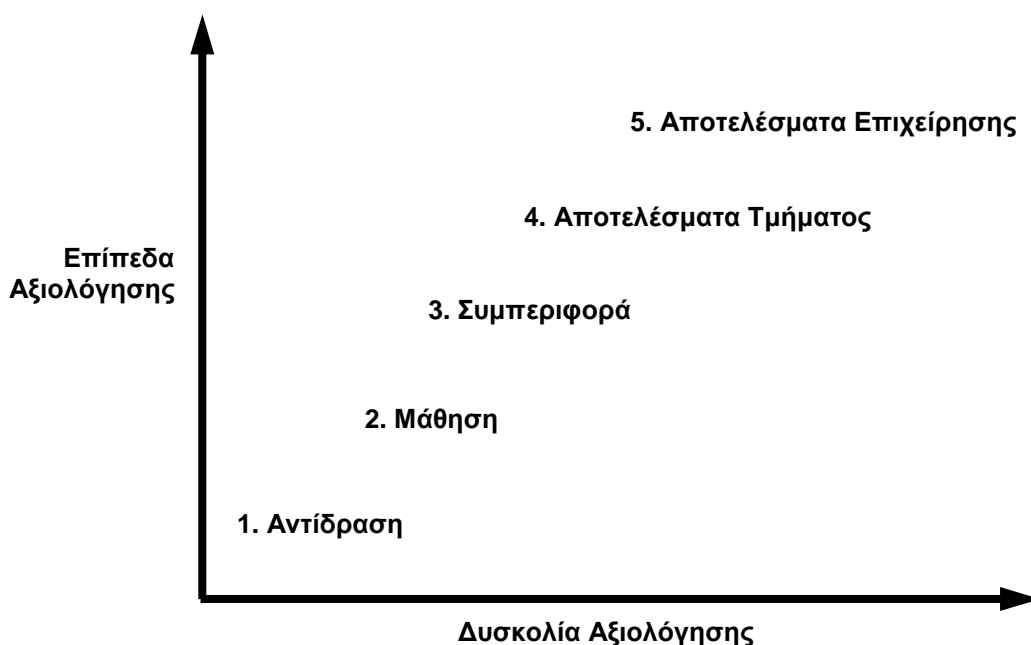 5. Αποτελέσματα Επιχείρησης
4. Αποτελέσματα Τμήματος
Επίπεδα
Αξιολόγησης
3. Συμπεριφορά
2. Μάθηση
1. Αντίδραση
Δυσκολία Αξιολόγησης